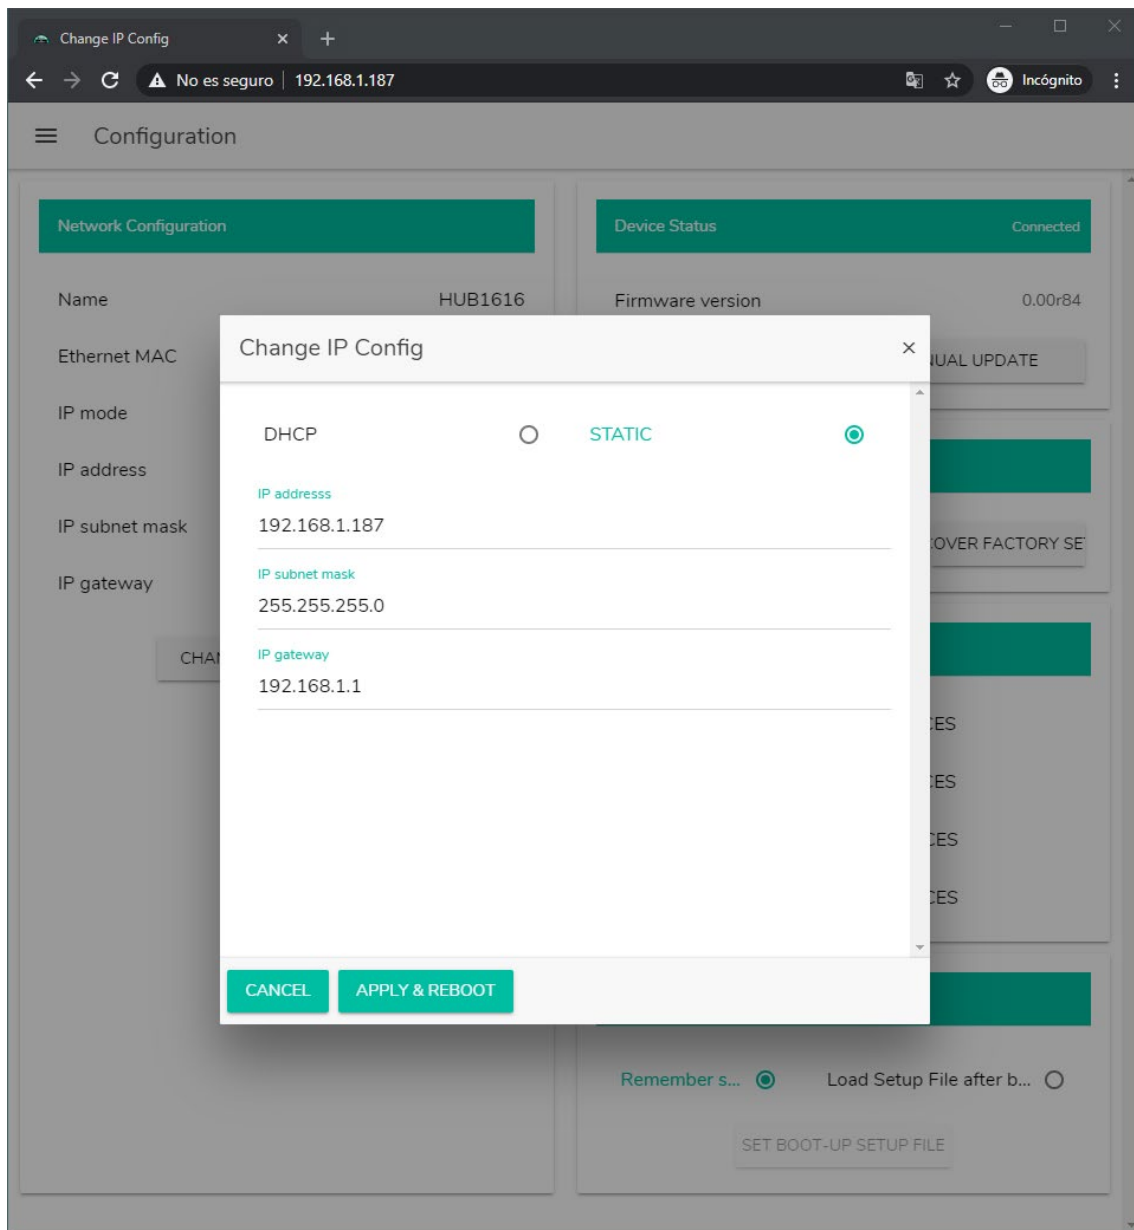 Change IP Config
No es seguro | 192.168.1.187
Incógnito
Configuration
Network Configuration
Name HUB1616
Ethernet MAC
IP mode
IP address
IP subnet mask
IP gateway
CHAN
Device Status Connected
Firmware version 0.00r84
NUAL UPDATE
COVER FACTORY SE
CES
CES
CES
CES
Remember s... Load Setup File after b...
SET BOOT-UP SETUP FILE
Change IP Config
DHCP STATIC
IP addresss
192.168.1.187
IP subnet mask
255.255.255.0
IP gateway
192.168.1.1
CANCEL APPLY & REBOOT